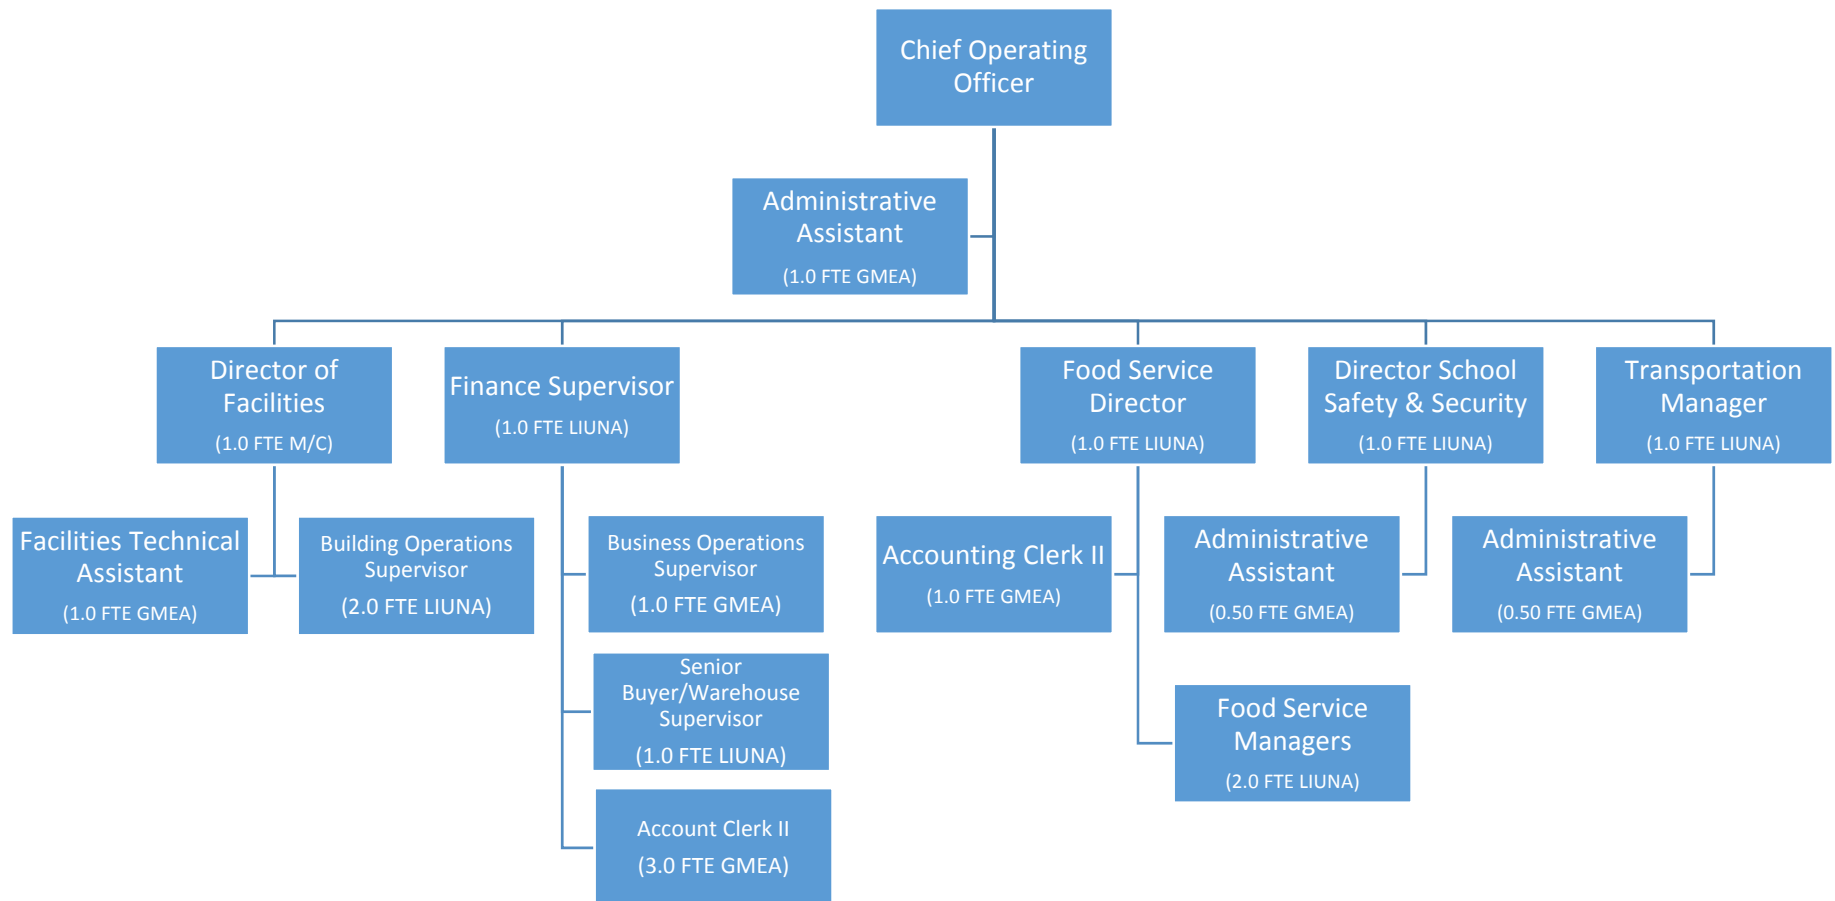 Chief Operating
Officer
Administrative
Assistant
(1.0 FTE GMEA)
Director of
Facilities
(1.0 FTE M/C)
Finance Supervisor
(1.0 FTE LIUNA)
Food Service
Director
(1.0 FTE LIUNA)
Director School
Safety & Security
(1.0 FTE LIUNA)
Transportation
Manager
(1.0 FTE LIUNA)
Facilities Technical
Assistant
(1.0 FTE GMEA)
Building Operations
Supervisor
(2.0 FTE LIUNA)
Business Operations
Supervisor
(1.0 FTE GMEA)
Accounting Clerk II
(1.0 FTE GMEA)
Administrative
Assistant
(0.50 FTE GMEA)
Administrative
Assistant
(0.50 FTE GMEA)
Senior
Buyer/Warehouse
Supervisor
(1.0 FTE LIUNA)
Food Service
Managers
(2.0 FTE LIUNA)
Account Clerk II
(3.0 FTE GMEA)